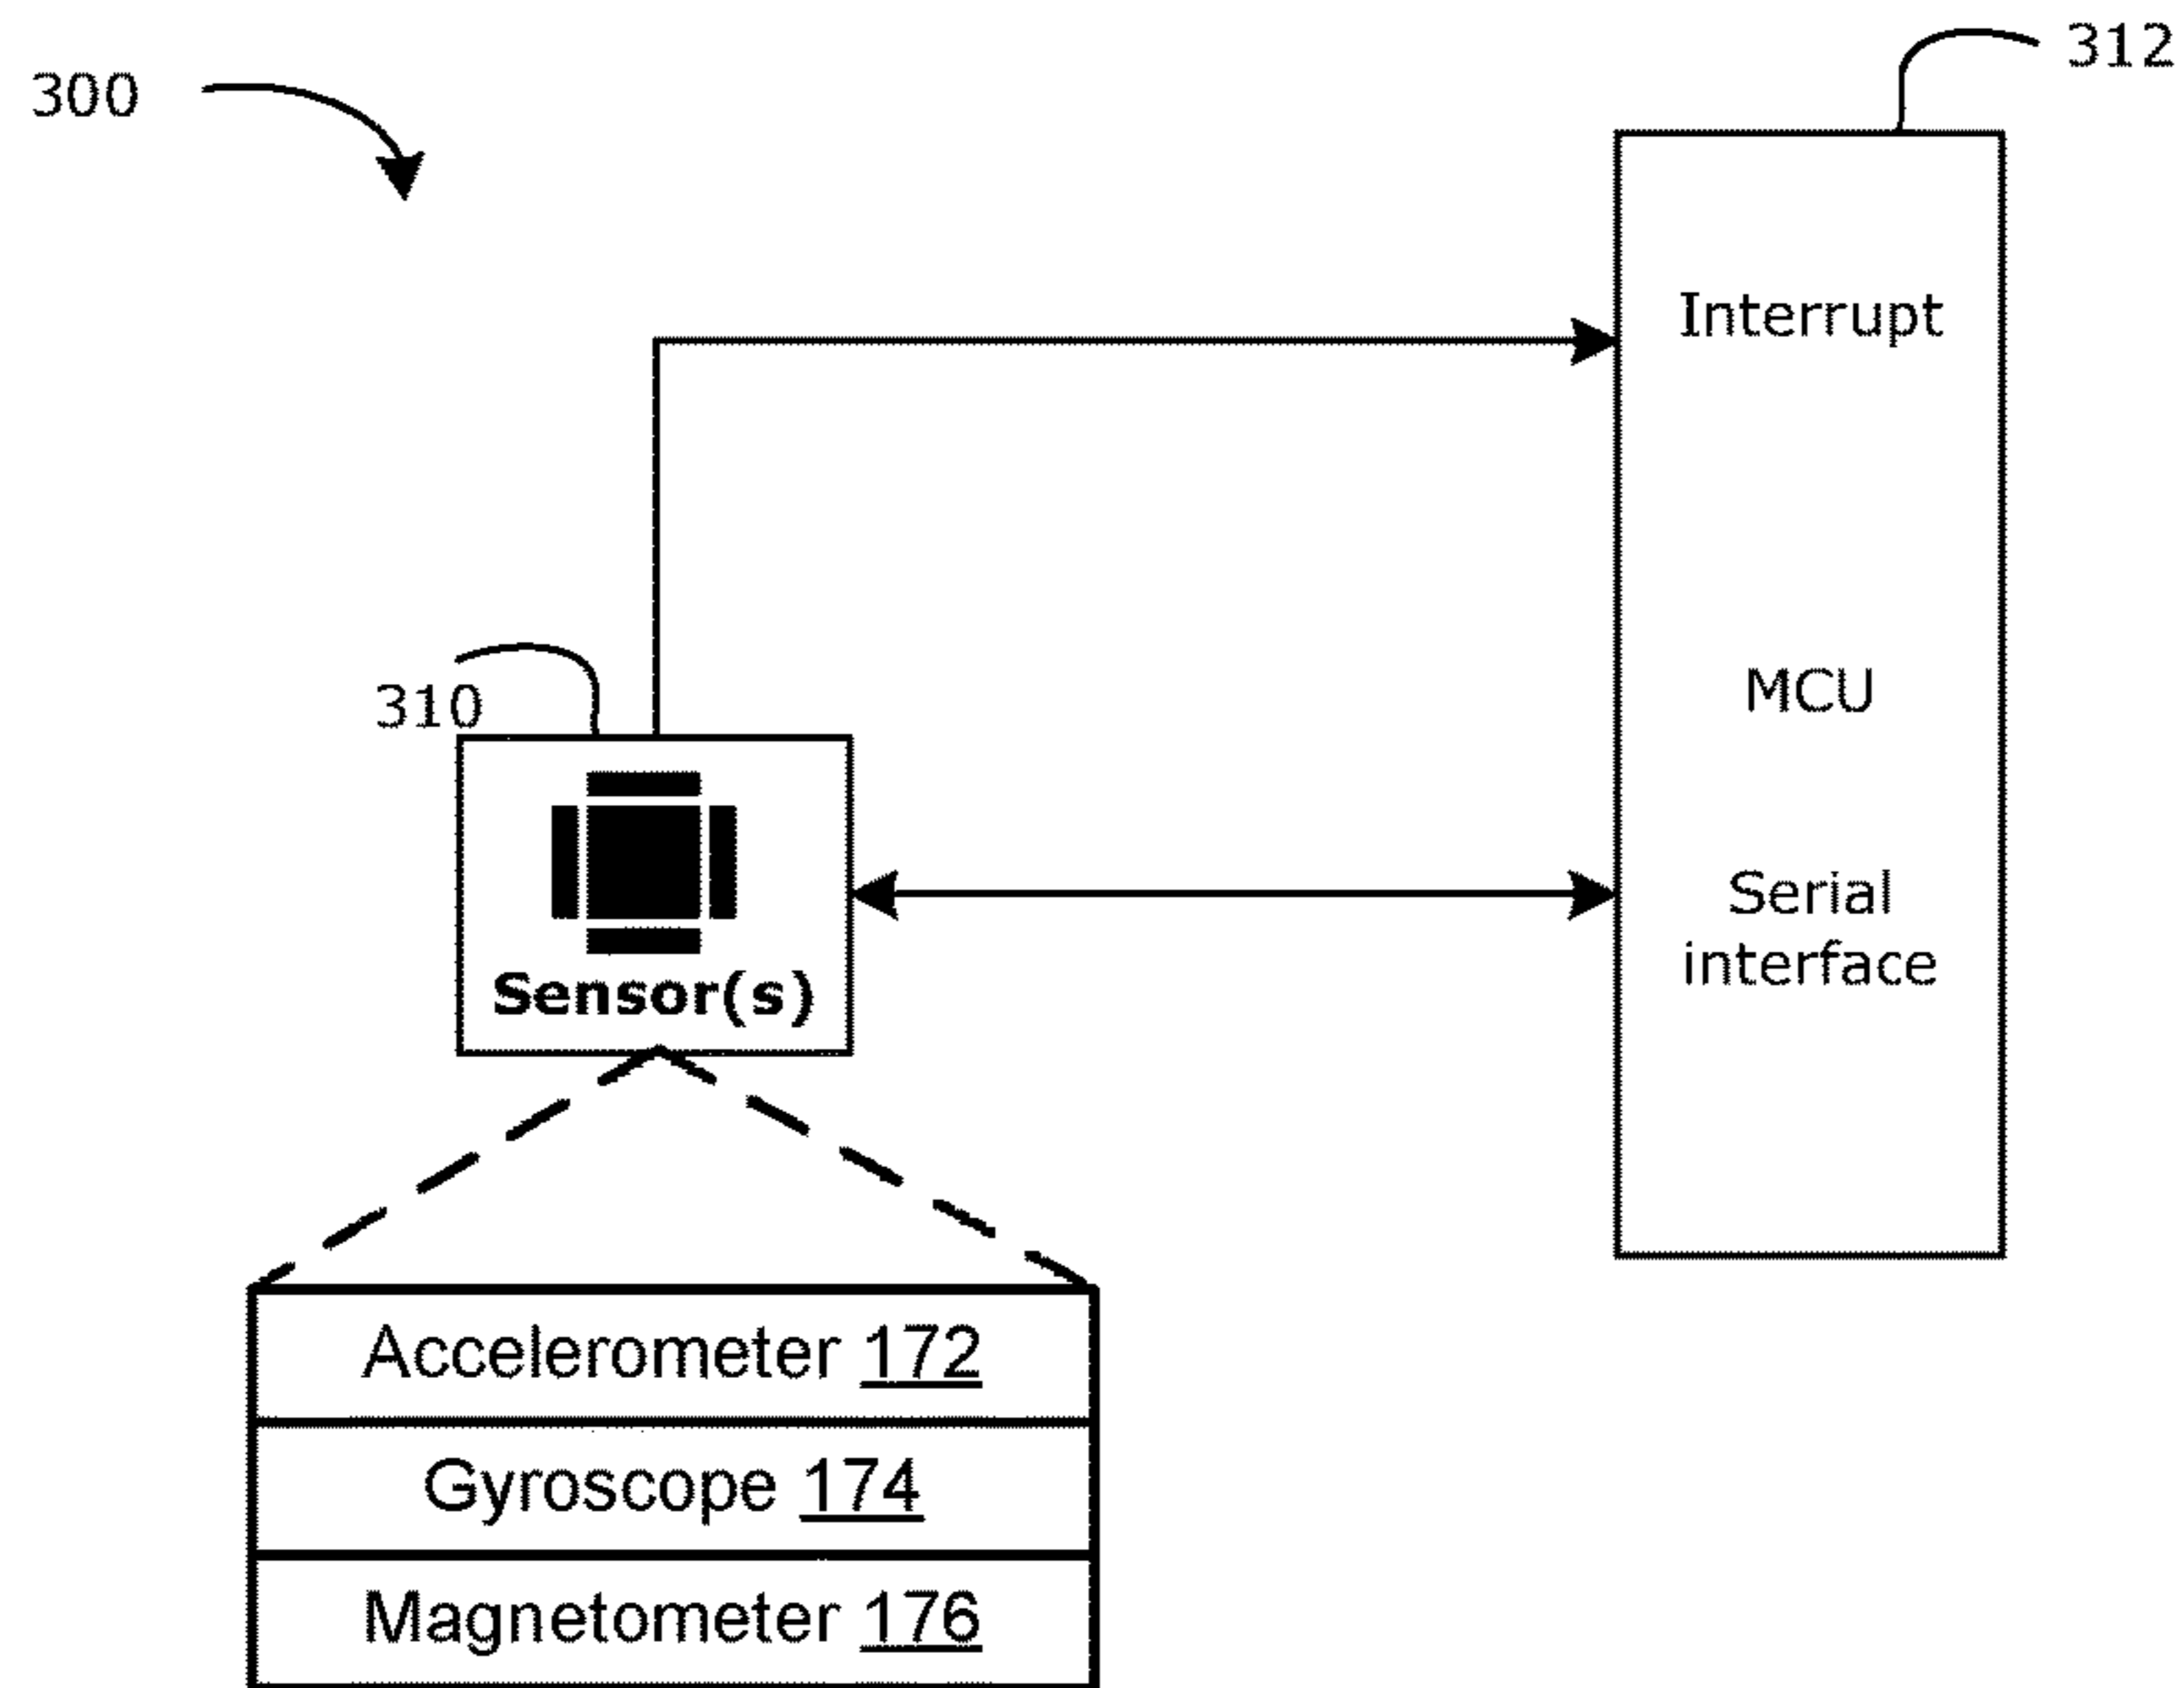 300
312
Interrupt
310
MCU
Serial
interface
Sensor(s)
Accelerometer 172
Gyroscope 174
Magnetometer 176